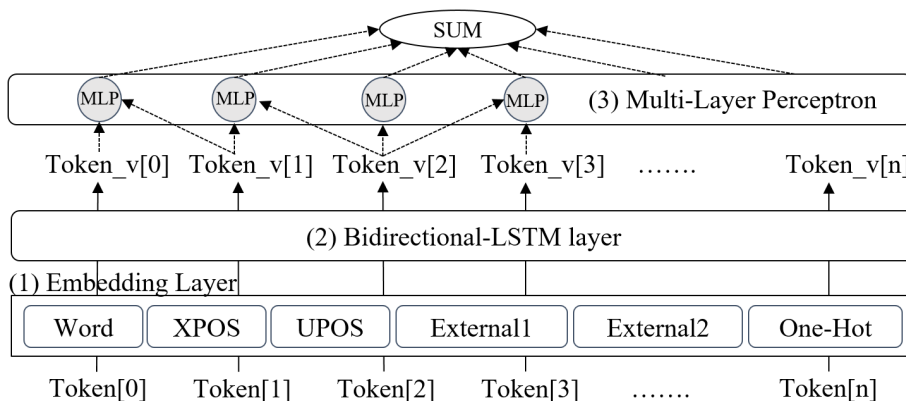 SUM
MLP MLP MLP MLP (3) Multi-Layer Perceptron
Token_v[0] Token_v[1] Token_v[2] Token_v[3] ....... Token_v[n]
(2) Bidirectional-LSTM layer
(1) Embedding Layer
Word XPOS UPOS External1 External2 One-Hot
Token[0] Token[1] Token[2] Token[3] ....... Token[n]